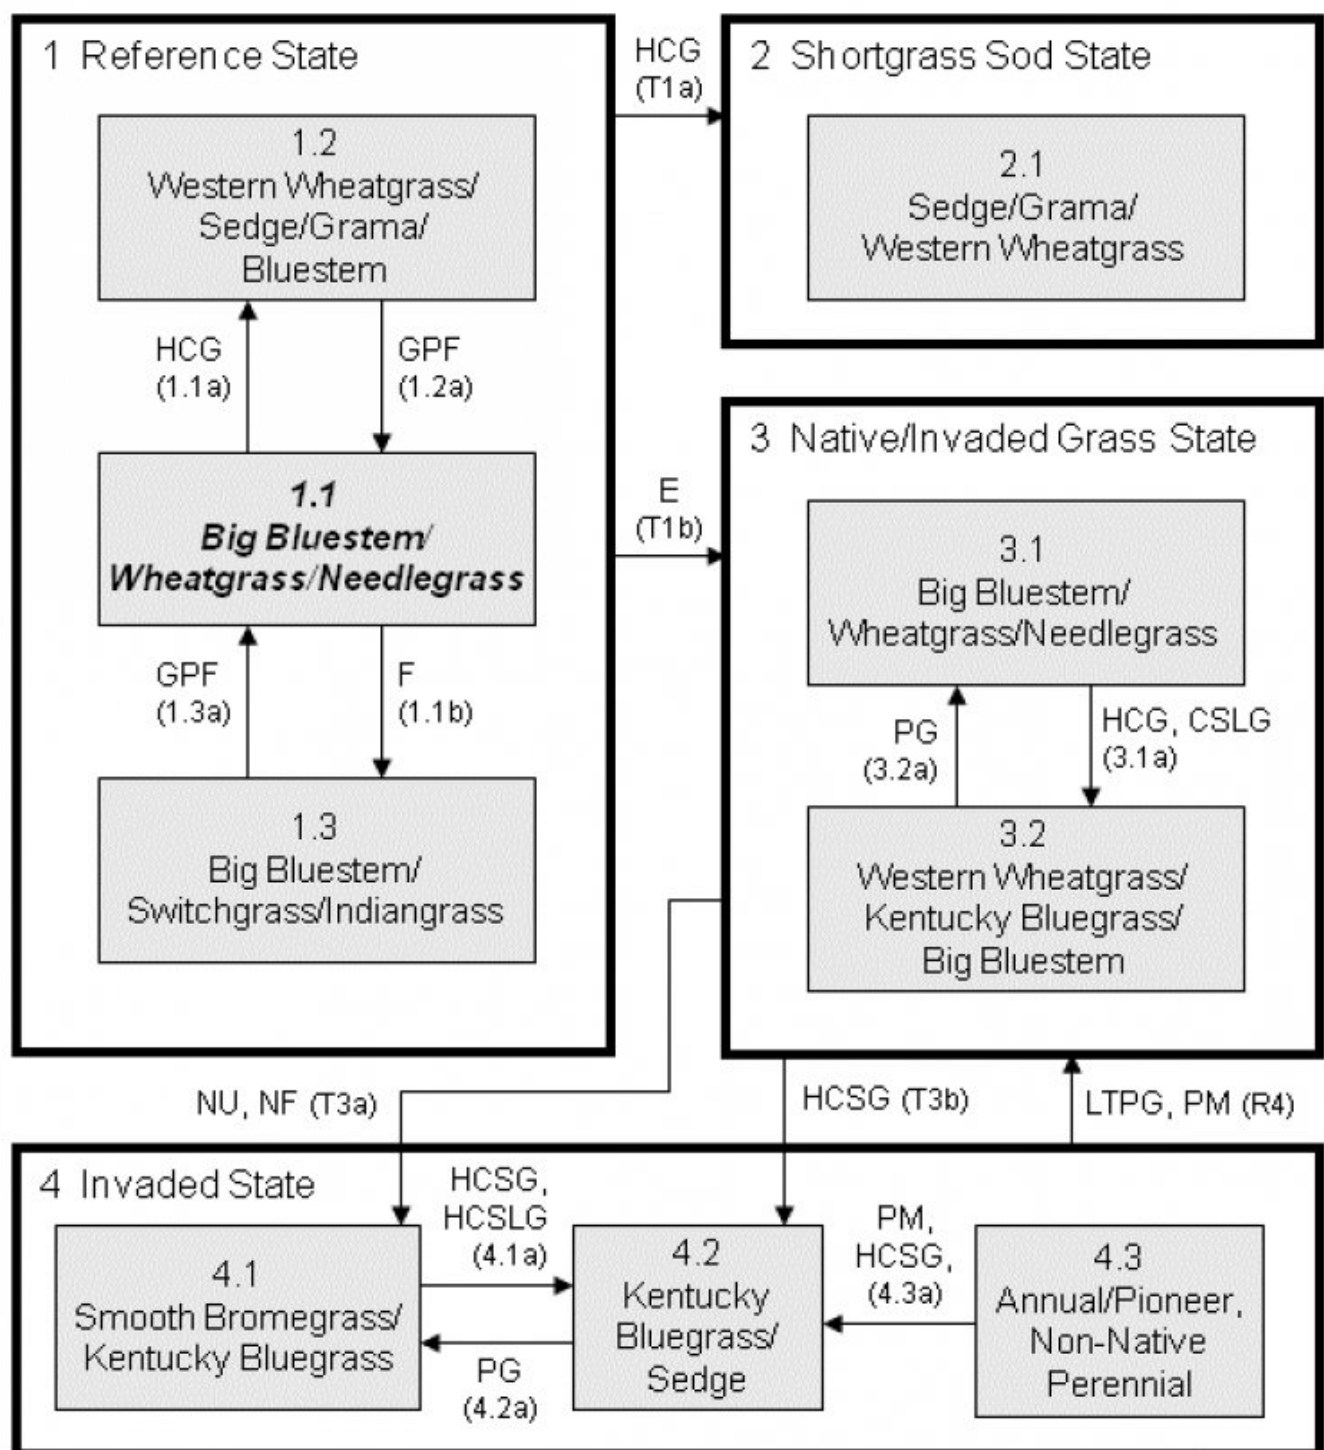 1 Reference State
1.2
Western Wheatgrass/
Sedge/Grama/
Bluestem
HCG
(1.1a)
GPF
(1.2a)
1.1
Big Bluestem/
Wheatgrass/Needlegrass
GPF
(1.3a)
F
(1.1b)
1.3
Big Bluestem/
Switchgrass/Indiangrass
HCG
(T1a)
2 Shortgrass Sod State
2.1
Sedge/Grama/
Western Wheatgrass
E
(T1b)
3 Native/Invaded Grass State
3.1
Big Bluestem/
Wheatgrass/Needlegrass
PG
(3.2a)
HCG, CSLG
(3.1a)
3.2
Western Wheatgrass/
Kentucky Bluegrass/
Big Bluestem
NU, NF (T3a)
HCSG (T3b)
LTPG, PM (R4)
4 Invaded State
4.1
Smooth Bromegrass/
Kentucky Bluegrass
HCSG,
HCSLG
(4.1a)
PG
(4.2a)
4.2
Kentucky
Bluegrass/
Sedge
PM,
HCSG,
(4.3a)
4.3
Annual/Pioneer,
Non-Native
Perennial